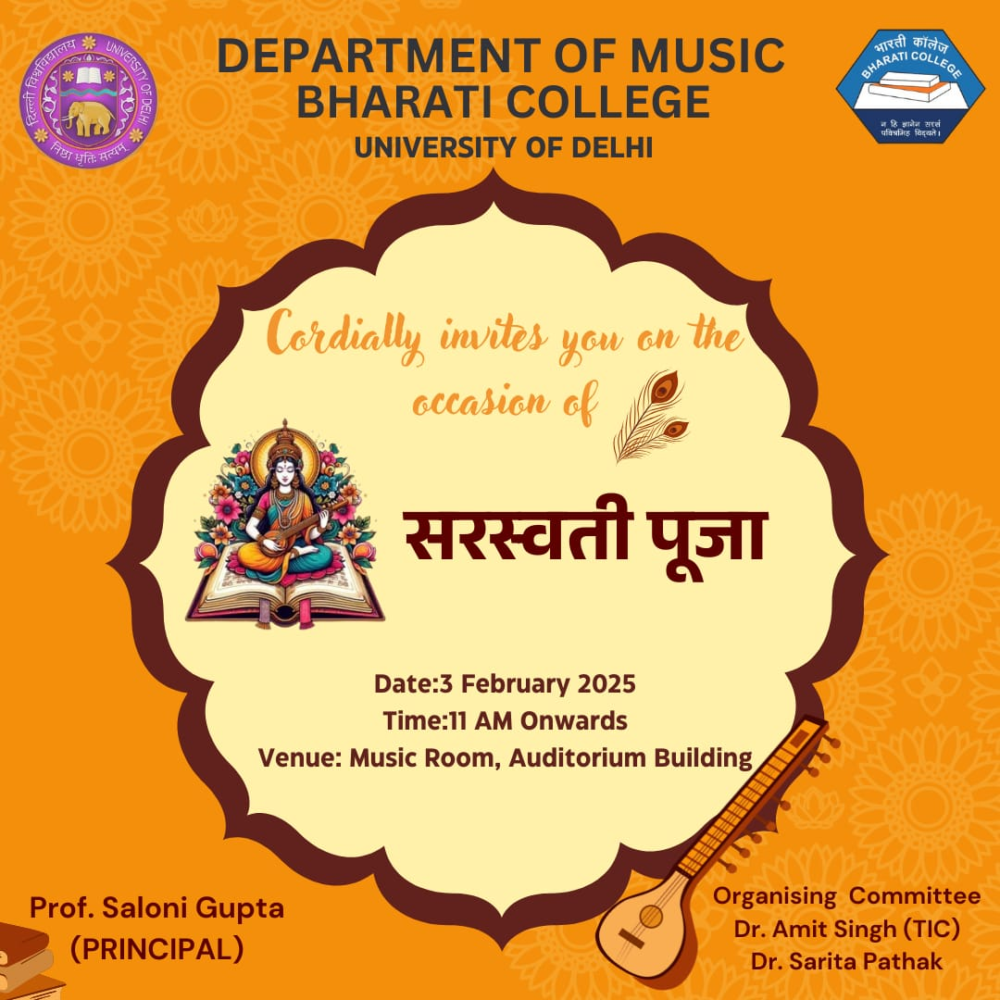 दिल्ली विश्वविद्यालय
UNIVERSITY OF DELHI
निष्ठा धृतिः सत्यम्
DEPARTMENT OF MUSIC
BHARATI COLLEGE
UNIVERSITY OF DELHI
भारती कॉलेज
BHARATI COLLEGE
न हि ज्ञानेन सदृशं
पवित्रमिह विद्यते।
Cordially invites you on the
occasion of
सरस्वती पूजा
Date:3 February 2025
Time:11 AM Onwards
Venue: Music Room, Auditorium Building
Prof. Saloni Gupta
(PRINCIPAL)
Organising Committee
Dr. Amit Singh (TIC)
Dr. Sarita Pathak